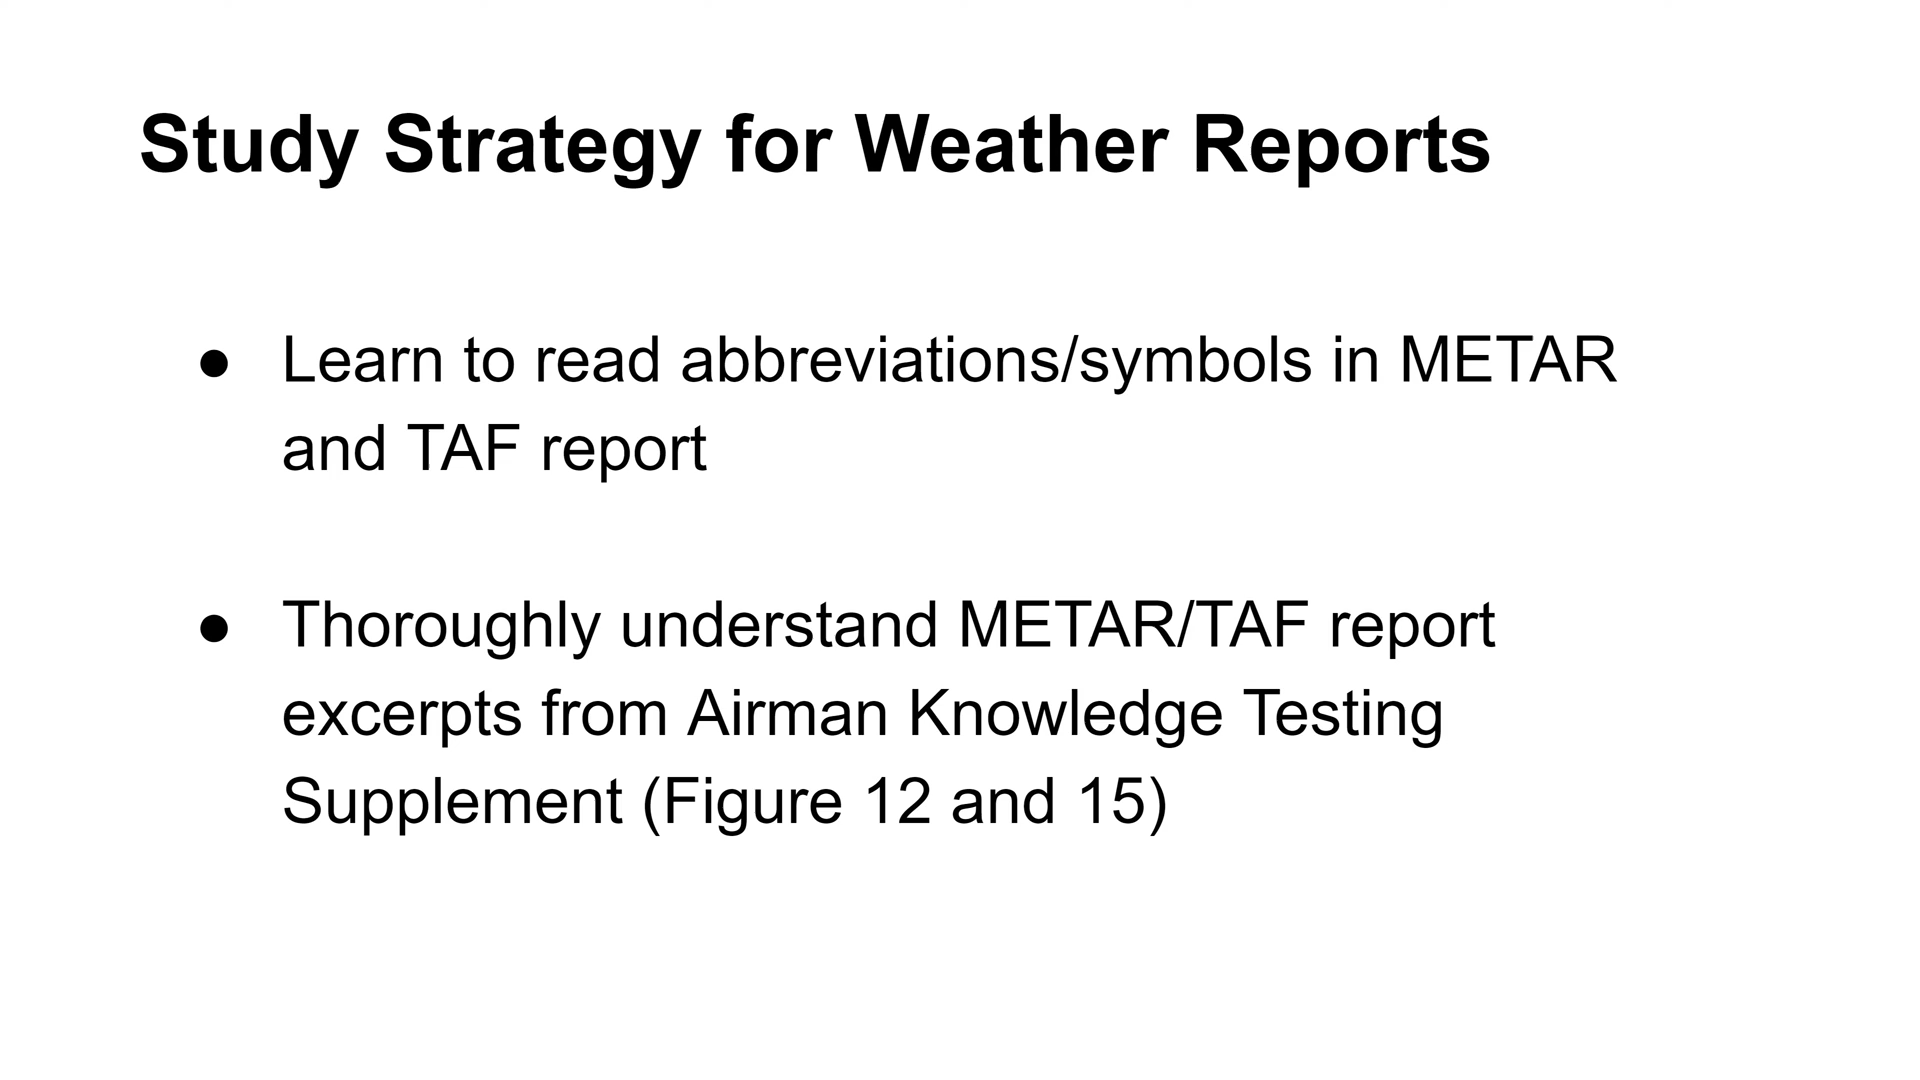 Study Strategy for Weather Reports
● Learn to read abbreviations/symbols in METAR
and TAF report
● Thoroughly understand METAR/TAF report
excerpts from Airman Knowledge Testing
Supplement (Figure 12 and 15)